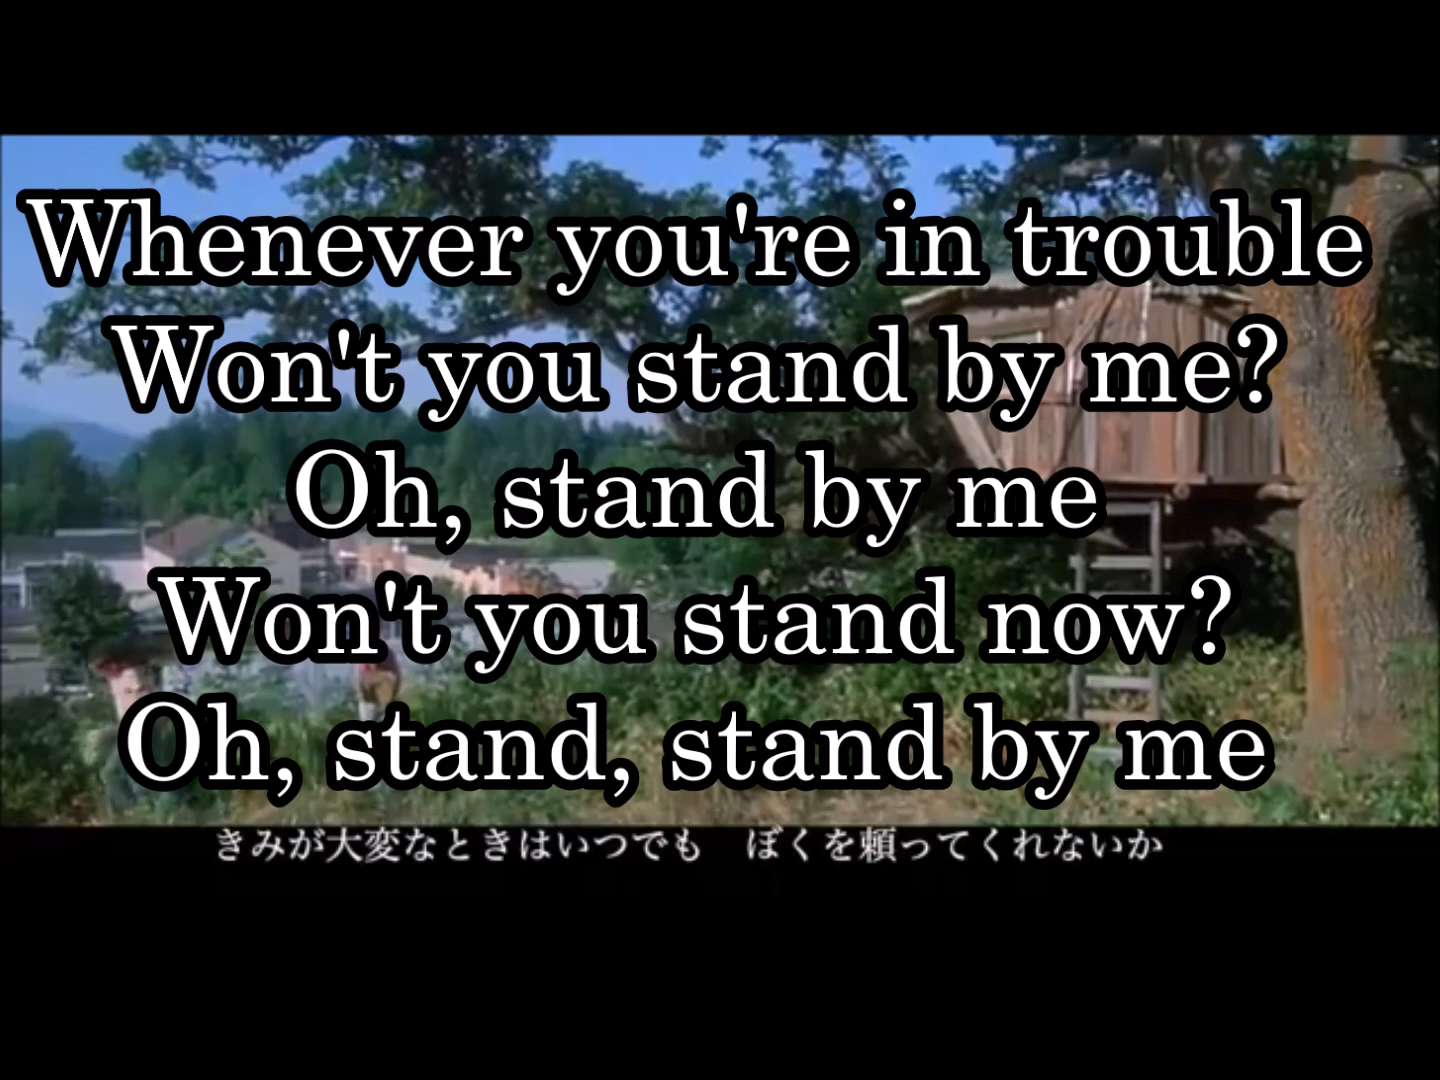 Whenever you're in trouble
Won't you stand by me?
Oh, stand by me
Won't you stand now?
Oh, stand, stand by me
きみが大変なときはいつでも　ぼくを頼ってくれないか